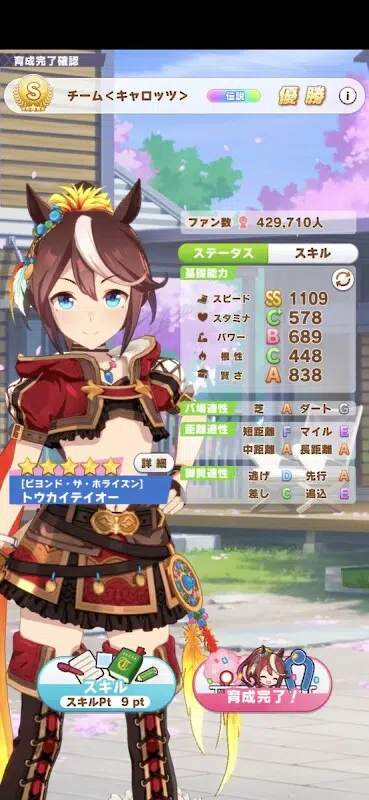 育成完了確認
S
チーム<キャロッツ>
伝説
優勝
i
ファン数 429,710人
ステータス スキル
基礎能力
スピード SS 1109
スタミナ C+ 578
パワー B 689
根性 C 448
賢さ A 838
バ場適性 芝 A ダート G
距離適性 短距離 F マイル E
中距離 A 長距離 A
脚質適性 逃げ D 先行 A
差し C 追込 E
詳細
[ビヨンド・ザ・ホライズン]
トウカイテイオー
スキル
スキルPt 9 pt
育成完了!